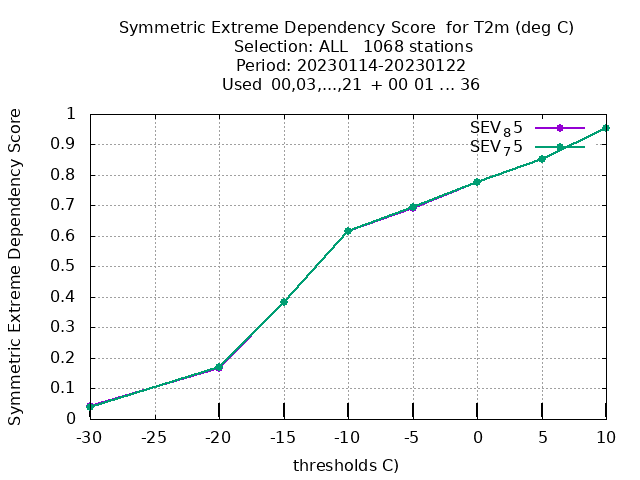 Symmetric Extreme Dependency Score for T2m (deg C)
Selection: ALL 1068 stations
Period: 20230114-20230122
Used 00,03,...,21 + 00 01 ... 36
Symmetric Extreme Dependency Score
1
0.9
0.8
0.7
0.6
0.5
0.4
0.3
0.2
0.1
0
SEV₈5
SEV₇5
-30 -25 -20 -15 -10 -5 0 5 10
thresholds C)